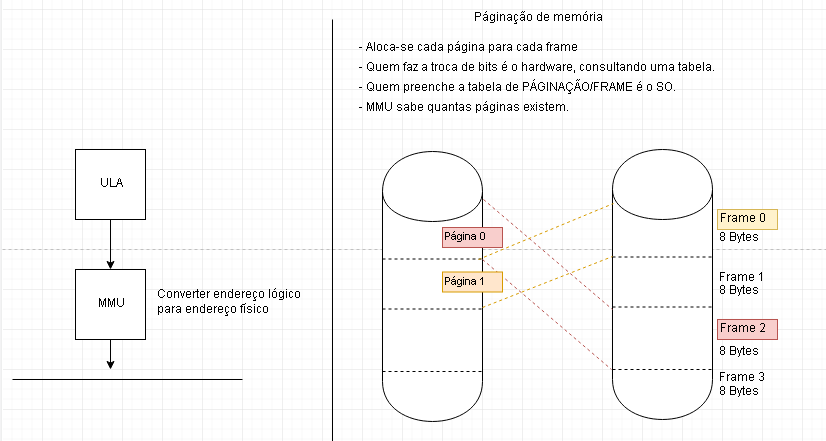 Páginação de memória
- Aloca-se cada página para cada frame
- Quem faz a troca de bits é o hardware, consultando uma tabela.
- Quem preenche a tabela de PÁGINAÇÃO/FRAME é o SO.
- MMU sabe quantas páginas existem.
ULA
MMU
Converter endereço lógico
para endereço físico
Página 0
Página 1
Frame 0
8 Bytes
Frame 1
8 Bytes
Frame 2
8 Bytes
Frame 3
8 Bytes